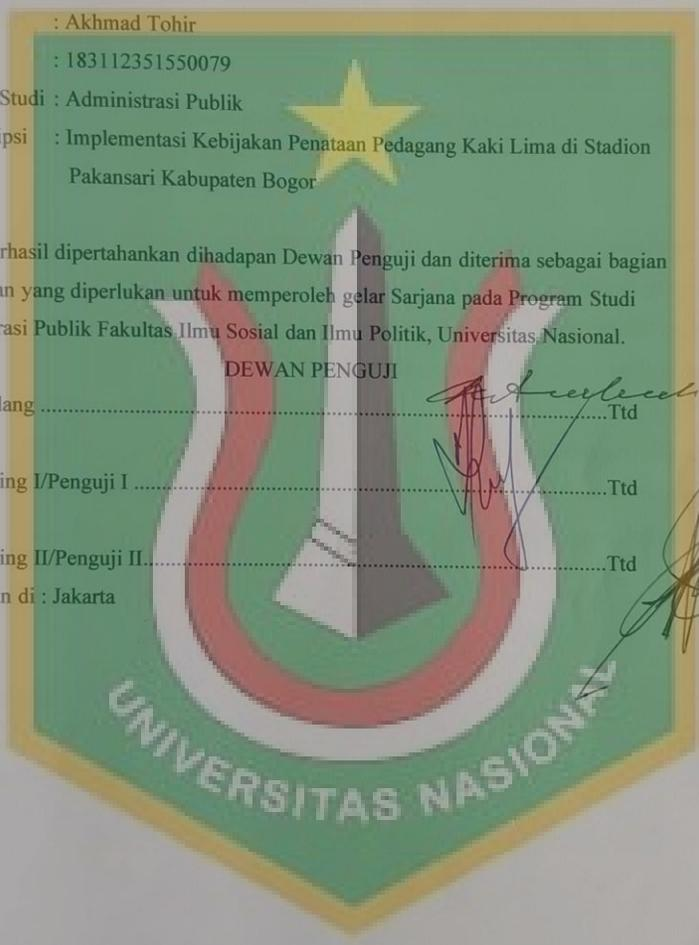 : Akhmad Tohir
: 183112351550079
Studi : Administrasi Publik
ipsi : Implementasi Kebijakan Penataan Pedagang Kaki Lima di Stadion
Pakansari Kabupaten Bogor
rhasil dipertahankan dihadapan Dewan Penguji dan diterima sebagai bagian
an yang diperlukan untuk memperoleh gelar Sarjana pada Program Studi
rasi Publik Fakultas Ilmu Sosial dan Ilmu Politik, Universitas Nasional.
DEWAN PENGUJI
dang ........................................Ttd
ing I/Penguji I ........................................Ttd
ing II/Penguji II........................................Ttd
n di : Jakarta
UNIVERSITAS NASIONAL